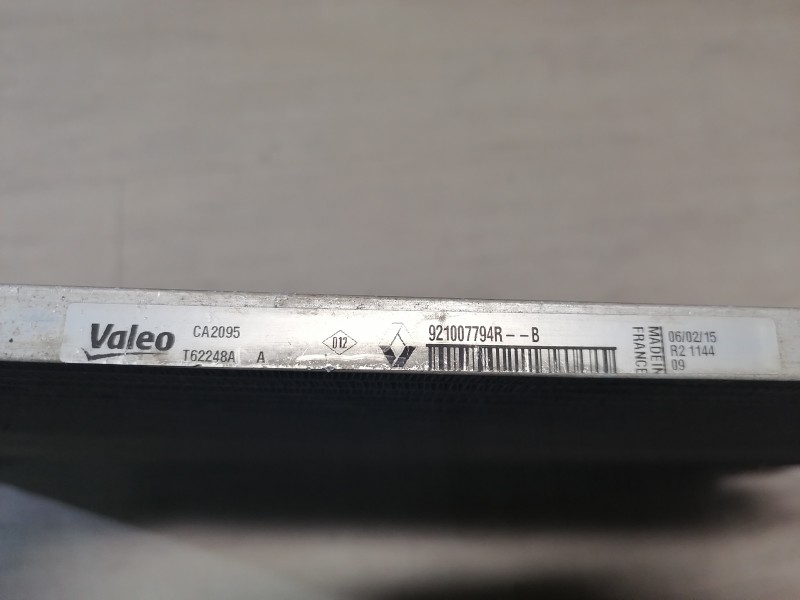 Valeo
CA2095
T62248A A
012
921007794R--B
MADE IN
FRANCE
06/02/15
R2 1144
09